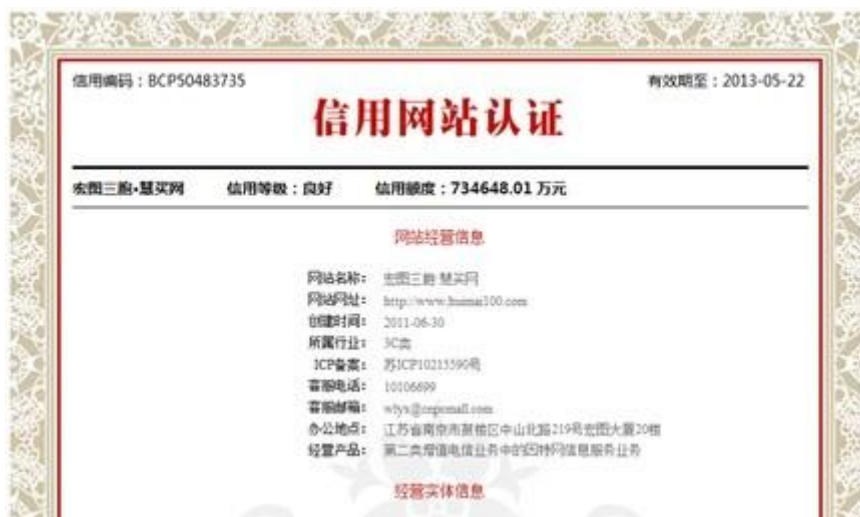 信用编码：BCP50483735 有效期至：2013-05-22
信用网站认证
宏图三胞·慧买网 信用等级：良好 信用额度：734648.01 万元
网站经营信息
网站名称： 宏图三胞 慧买网
网站网址： http://www.huimai100.com
创建时间： 2011-06-30
所属行业： 3C类
ICP备案： 苏ICP10215590号
客服电话： 10106699
客服邮箱：
办公地点： 江苏省南京市鼓楼区中山北路219号宏图大厦20楼
经营产品： 第二类增值电信业务中的因特网信息服务业务
经营实体信息